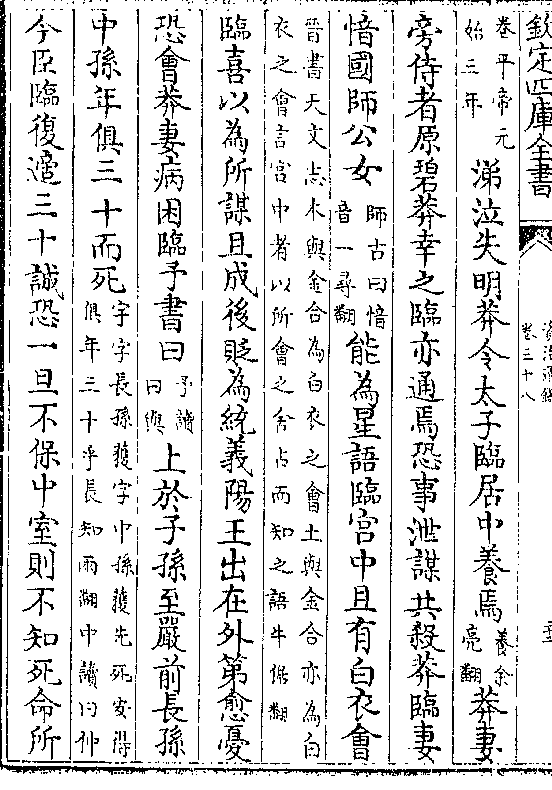 欽定四庫全書
資治通鑑
卷三十八
卷平帝元始三年涕泣失明莽令太子臨居中養焉養余亮翻莽妻
旁侍者原碧莽幸之臨亦通焉恐事泄謀共殺莽臨妻
愔國師公女師古曰愔音一尋翻能為星語臨宮中且有白衣會
晉書天文志木與金合為白衣之會土與金合亦為白衣之會言宮中者以所會之分占而知之語牛倨翻
臨喜以為所謀且成後貶為統義陽王出在外第愈憂
恐會莽妻病困臨予書曰予讀曰與上於子孫至嚴前長孫
中孫年俱三十而死宇字長孫獲字中孫獲先死安得俱年三十乎長知兩翻中讀曰仲
今臣臨復適三十誠恐一旦不保中室則不知死命所